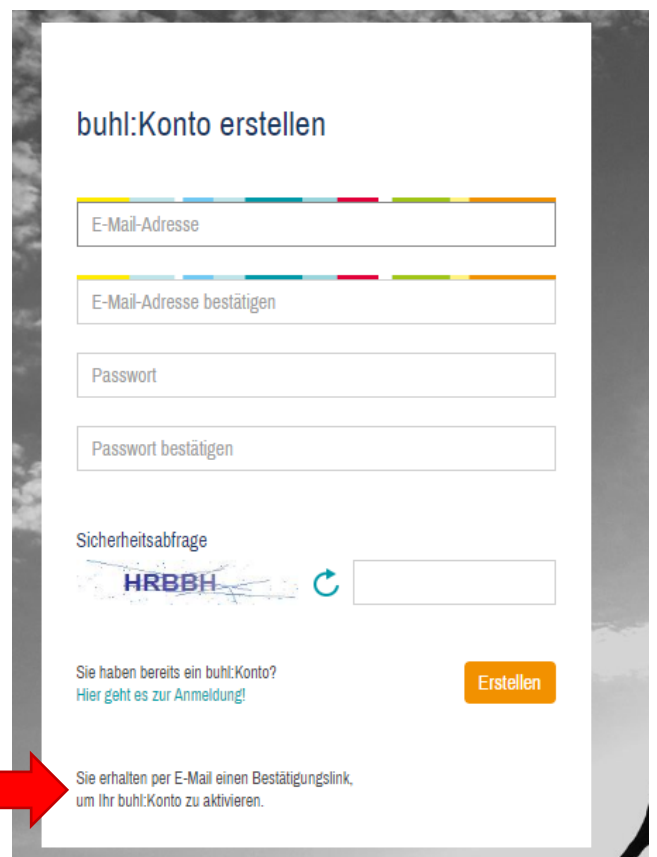 buhl:Konto erstellen
E-Mail-Adresse
E-Mail-Adresse bestätigen
Passwort
Passwort bestätigen
Sicherheitsabfrage
HRBBH
Sie haben bereits ein buhl:Konto?
Hier geht es zur Anmeldung!
Erstellen
Sie erhalten per E-Mail einen Bestätigungslink,
um Ihr buhl:Konto zu aktivieren.